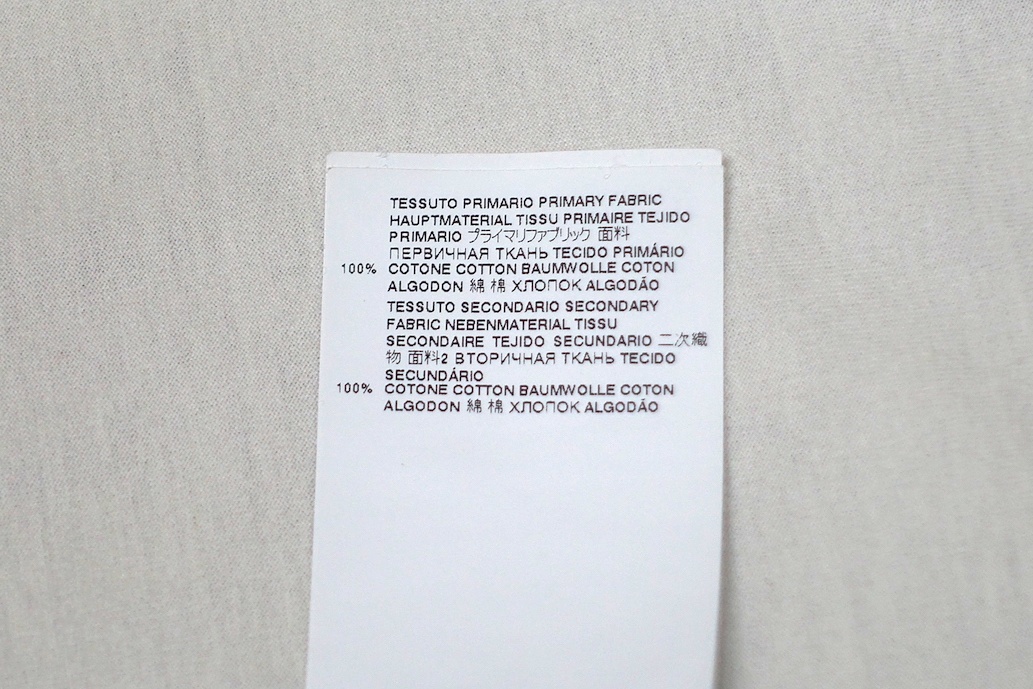 TESSUTO PRIMARIO PRIMARY FABRIC
HAUPTMATERIAL TISSU PRIMAIRE TEJIDO
PRIMARIO プライマリファブリック 面料
ПЕРВИЧНАЯ ТКАНЬ TECIDO PRIMÁRIO
100% COTONE COTTON BAUMWOLLE COTON
ALGODON 綿 棉 ХЛОПОК ALGODÃO
TESSUTO SECONDARIO SECONDARY
FABRIC NEBENMATERIAL TISSU
SECONDAIRE TEJIDO SECUNDARIO 二次織
物 面料2 ВТОРИЧНАЯ ТКАНЬ TECIDO
SECUNDÁRIO
100% COTONE COTTON BAUMWOLLE COTON
ALGODON 綿 棉 ХЛОПОК ALGODÃO